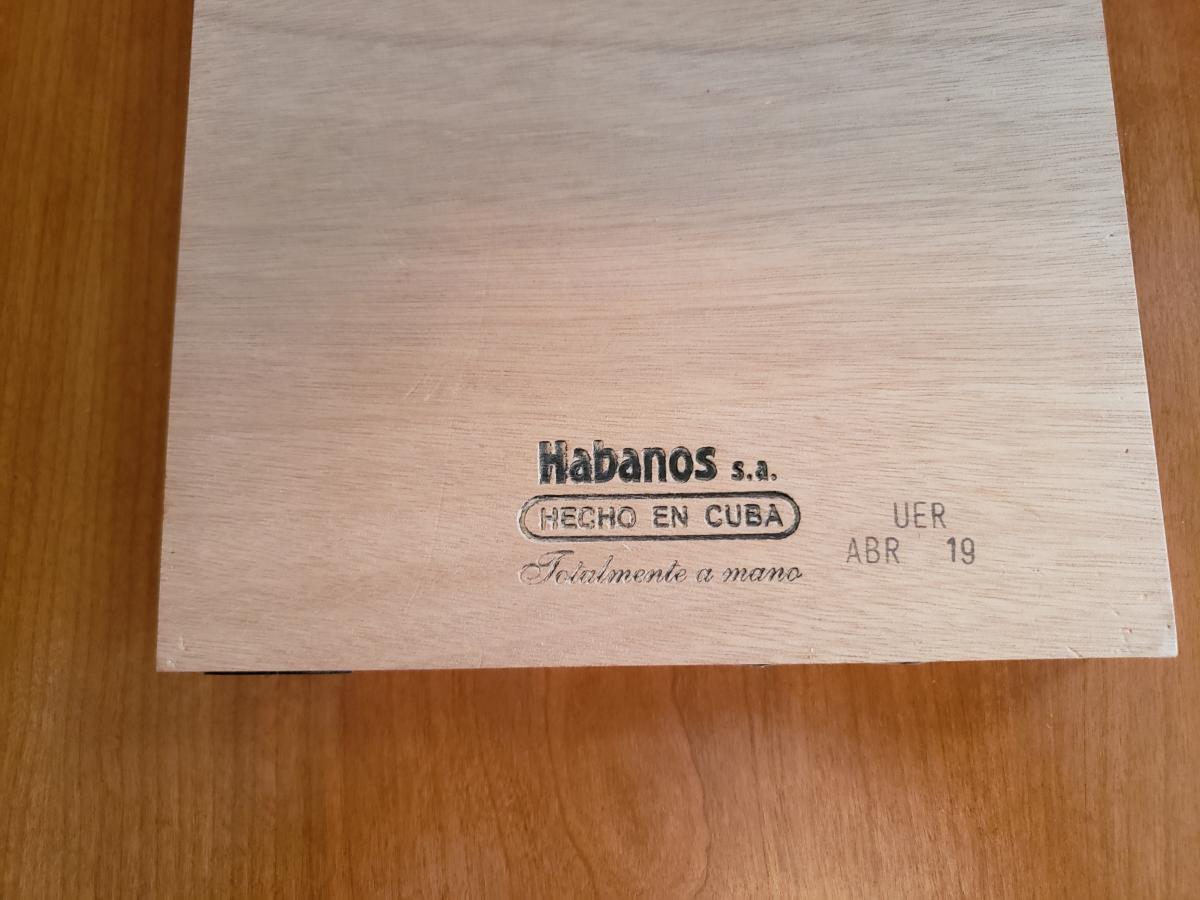 Habanos s.a.
HECHO EN CUBA
Totalmente a mano
UER
ABR 19